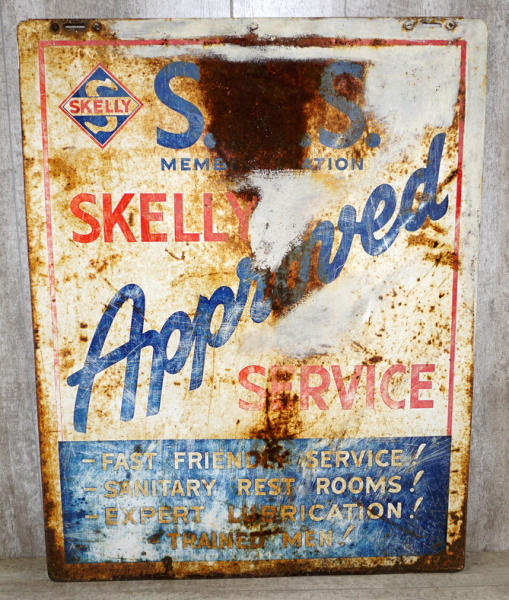 SKELLY
S. S.
SKELLY
Approved
SERVICE
- FAST FRIENDLY SERVICE!
- SANITARY REST ROOMS!
- EXPERT LUBRICATION!
TRAINED MEN!